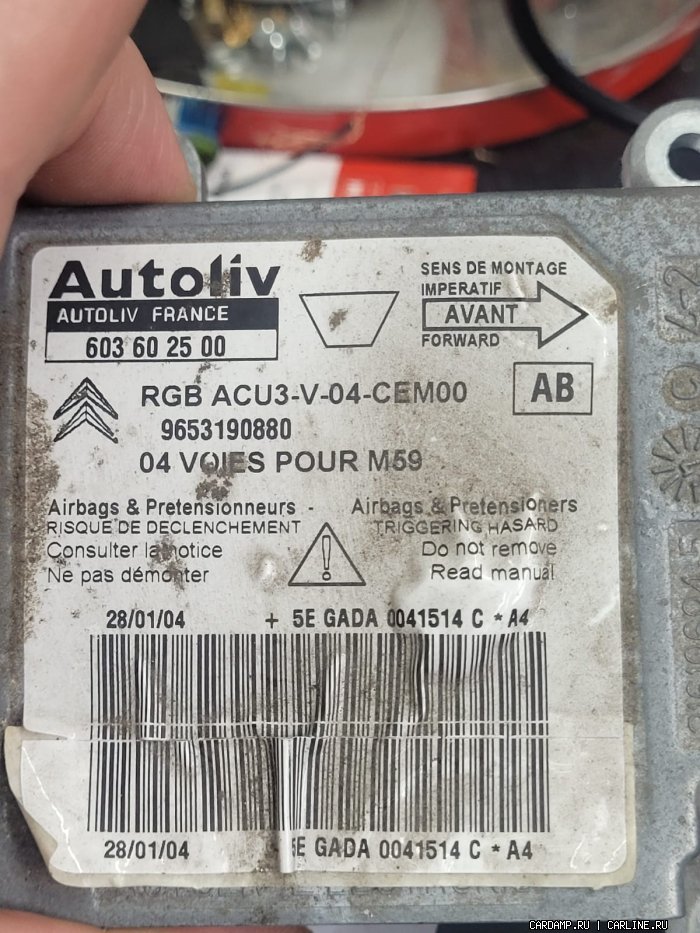 Autoliv
AUTOLIV FRANCE
603 60 25 00
SENS DE MONTAGE
IMPERATIF
AVANT
FORWARD
RGB ACU3-V-04-CEM00
AB
9653190880
04 VOIES POUR M59
Airbags & Pretensionneurs -
RISQUE DE DECLENCHEMENT
Consulter la notice
Ne pas démonter
Airbags & Pretensioners
TRIGGERING HASARD
Do not remove
Read manual
28/01/04 + 5E GADA 0041514 C * A4
28/01/04 5E GADA 0041514 C * A4
CARDAMP.RU | CARLINE.RU